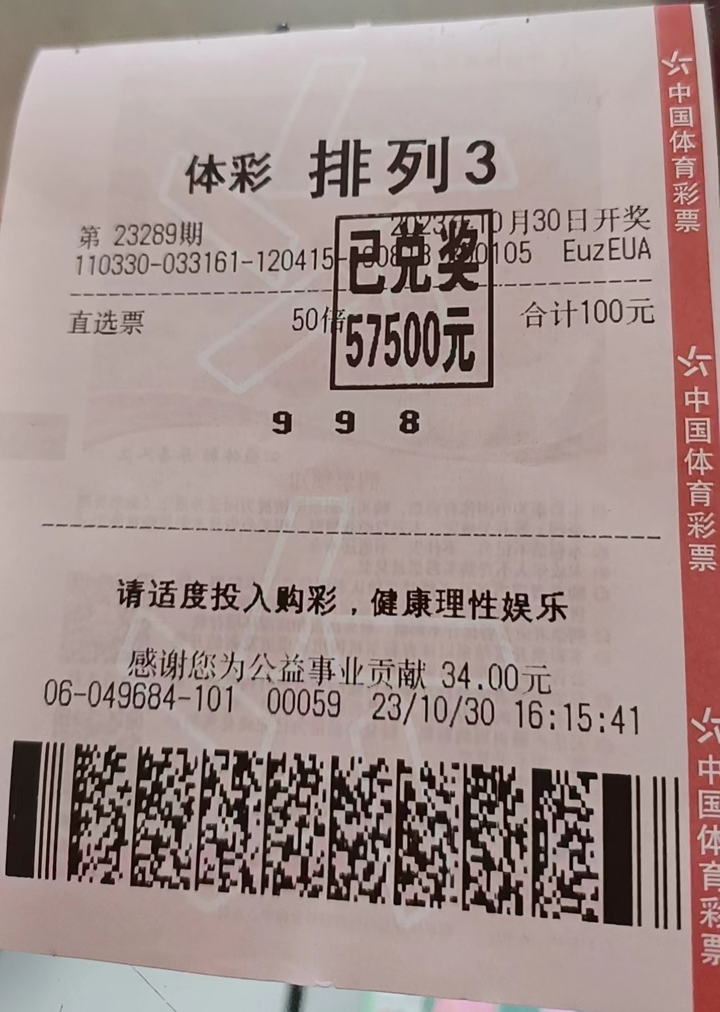 体彩 排列3
第 23289期 2023年10月30日开奖
110330-033161-120415- 105 EuzEUA
已兑奖
57500元
直选票 50倍 合计100元
9 9 8
请适度投入购彩，健康理性娱乐
感谢您为公益事业贡献 34.00元
06-049684-101 00059 23/10/30 16:15:41
中国体育彩票
中国体育彩票
中国体育彩票